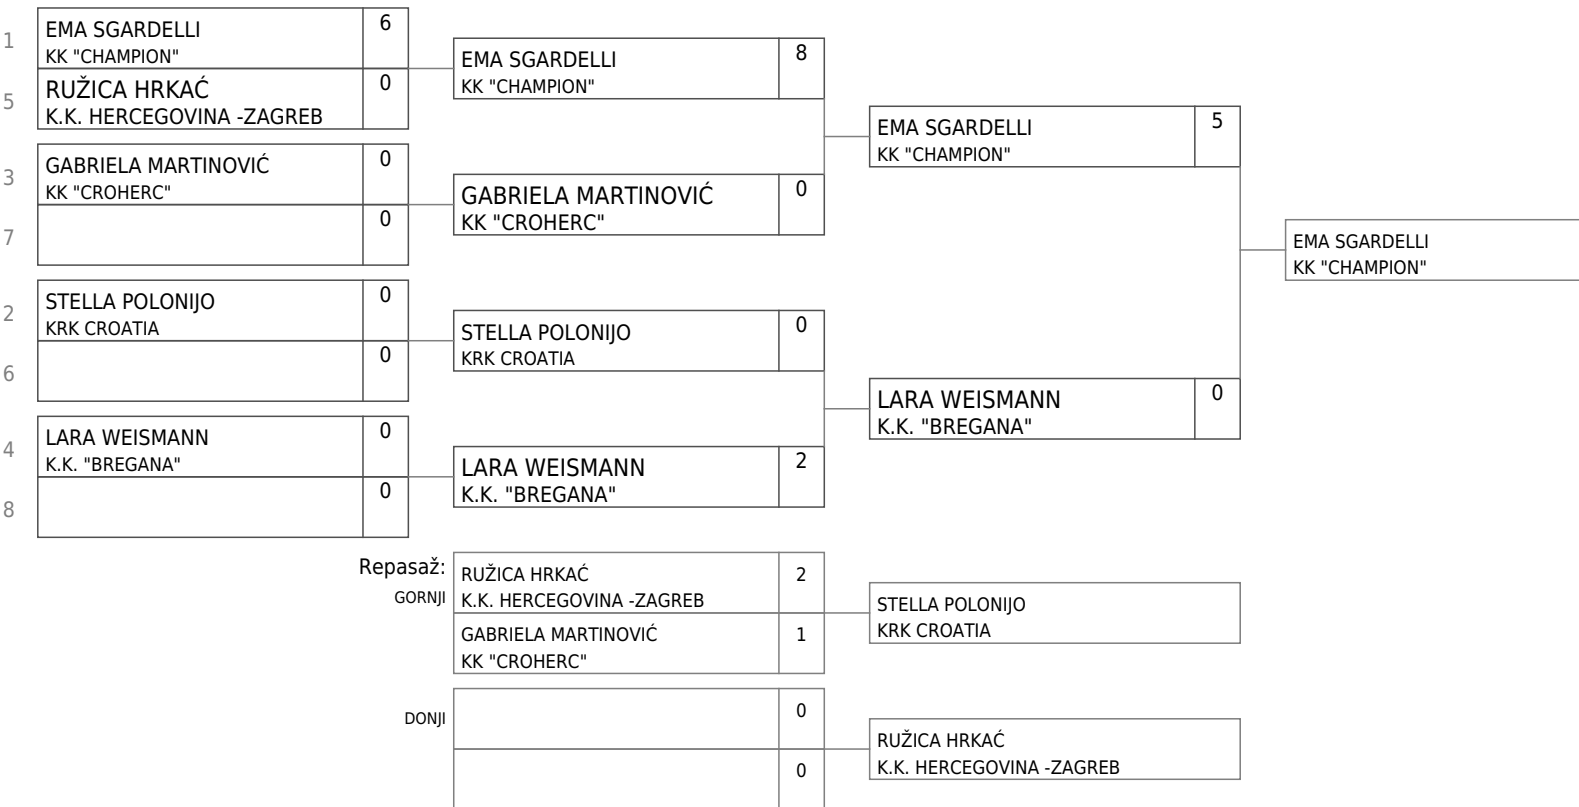 1
EMA SGARDELLI
KK "CHAMPION"
6
5
RUŽICA HRKAĆ
K.K. HERCEGOVINA -ZAGREB
0
3
GABRIELA MARTINOVIĆ
KK "CROHERC"
0
7
0
2
STELLA POLONIJO
KRK CROATIA
0
6
0
4
LARA WEISMANN
K.K. "BREGANA"
0
8
0
EMA SGARDELLI
KK "CHAMPION"
8
GABRIELA MARTINOVIĆ
KK "CROHERC"
0
STELLA POLONIJO
KRK CROATIA
0
LARA WEISMANN
K.K. "BREGANA"
2
EMA SGARDELLI
KK "CHAMPION"
5
LARA WEISMANN
K.K. "BREGANA"
0
EMA SGARDELLI
KK "CHAMPION"
Repasaž:
GORNJI
RUŽICA HRKAĆ
K.K. HERCEGOVINA -ZAGREB
2
GABRIELA MARTINOVIĆ
KK "CROHERC"
1
STELLA POLONIJO
KRK CROATIA
DONJI
0
0
RUŽICA HRKAĆ
K.K. HERCEGOVINA -ZAGREB